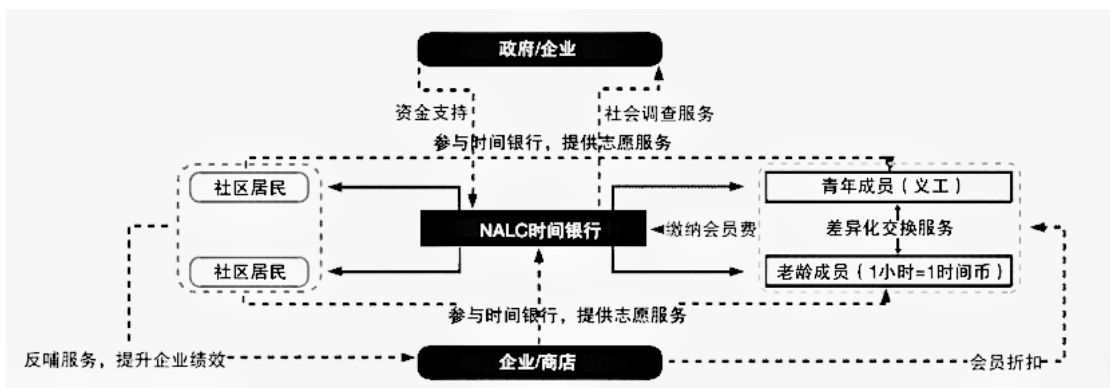 政府/企业
资金支持
社会调查服务
参与时间银行，提供志愿服务
社区居民
青年成员（义工）
NALC时间银行
缴纳会员费
差异化交换服务
社区居民
老龄成员（1小时=1时间币）
参与时间银行，提供志愿服务
反哺服务，提升企业绩效
企业/商店
会员折扣